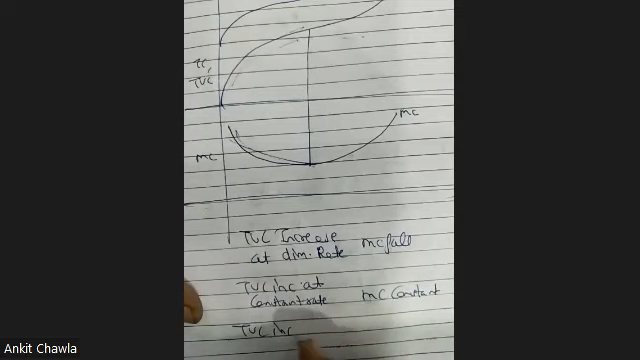 TC,
TVC
MC
MC
TVC Increase
at dim. Rate MC fall
TVC inc. at
Constant rate MC Constant
TVC inc
Ankit Chawla